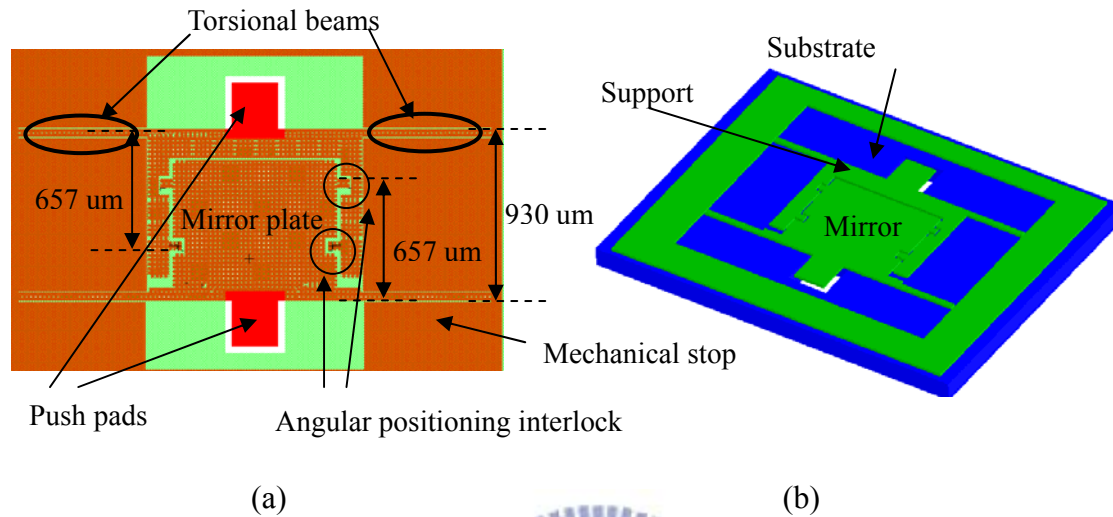 Torsional beams
Substrate
Support
657 um
Mirror plate
657 um
930 um
Mirror
Mechanical stop
Push pads
Angular positioning interlock
(a)
(b)